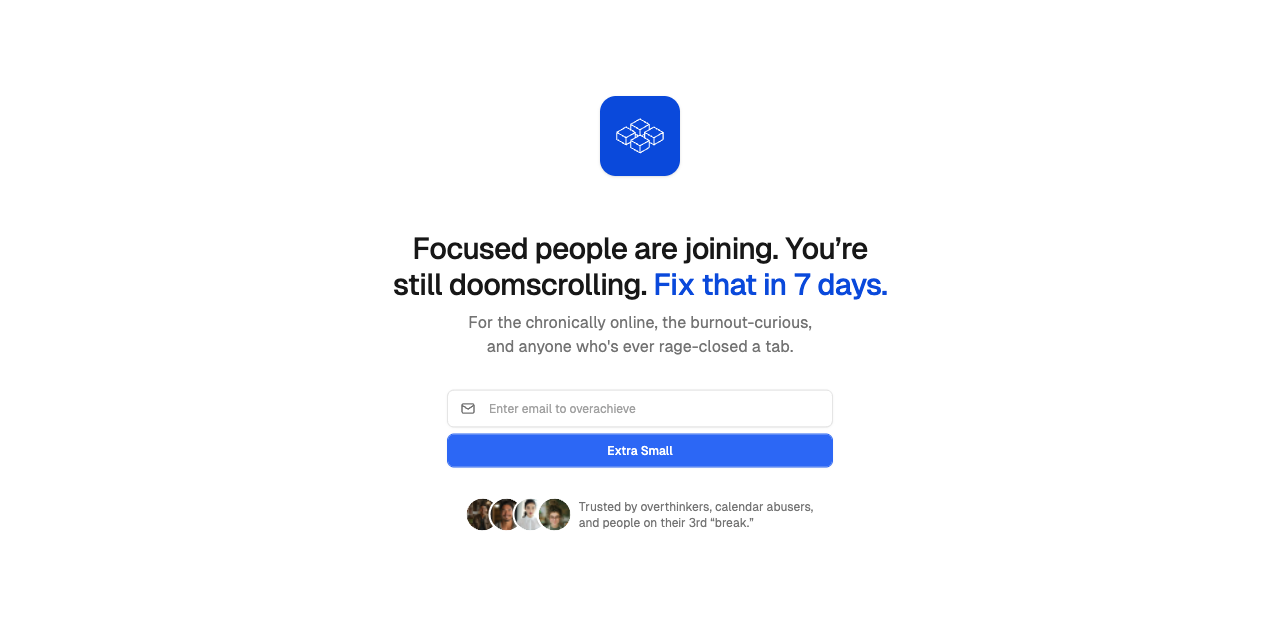 Focused people are joining. You’re
still doomscrolling. Fix that in 7 days.
For the chronically online, the burnout-curious,
and anyone who's ever rage-closed a tab.
Enter email to overachieve
Extra Small
Trusted by overthinkers, calendar abusers,
and people on their 3rd “break.”